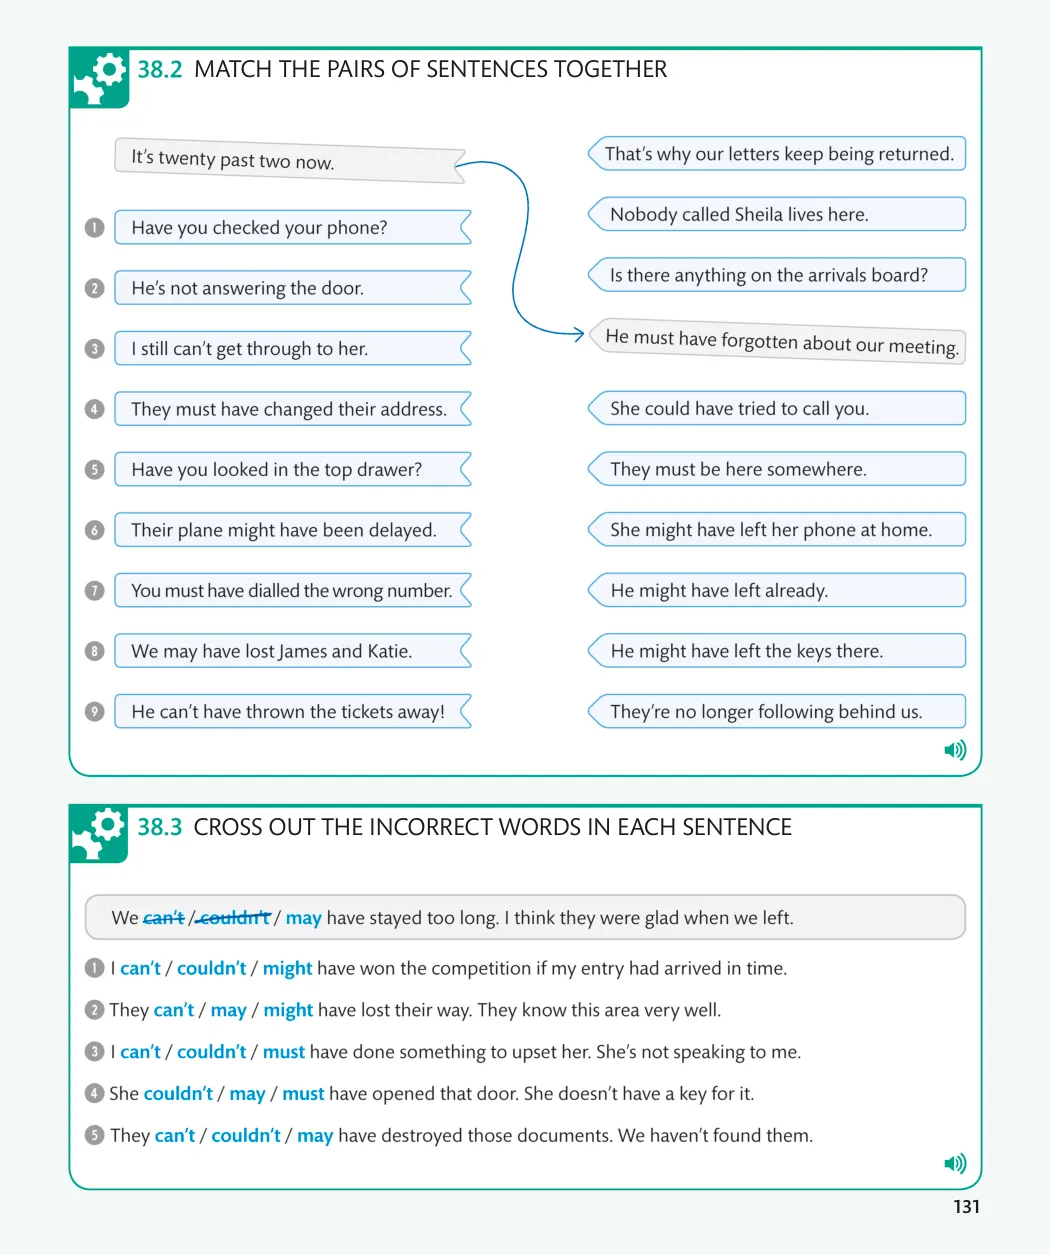 38.2 MATCH THE PAIRS OF SENTENCES TOGETHER
It's twenty past two now.
That's why our letters keep being returned.
1 Have you checked your phone?
Nobody called Sheila lives here.
2 He's not answering the door.
Is there anything on the arrivals board?
3 I still can't get through to her.
He must have forgotten about our meeting.
4 They must have changed their address.
She could have tried to call you.
5 Have you looked in the top drawer?
They must be here somewhere.
6 Their plane might have been delayed.
She might have left her phone at home.
7 You must have dialled the wrong number.
He might have left already.
8 We may have lost James and Katie.
He might have left the keys there.
9 He can't have thrown the tickets away!
They're no longer following behind us.
38.3 CROSS OUT THE INCORRECT WORDS IN EACH SENTENCE
We can't / couldn't / may have stayed too long. I think they were glad when we left.
1 I can't / couldn't / might have won the competition if my entry had arrived in time.
2 They can't / may / might have lost their way. They know this area very well.
3 I can't / couldn't / must have done something to upset her. She's not speaking to me.
4 She couldn't / may / must have opened that door. She doesn't have a key for it.
5 They can't / couldn't / may have destroyed those documents. We haven't found them.
131